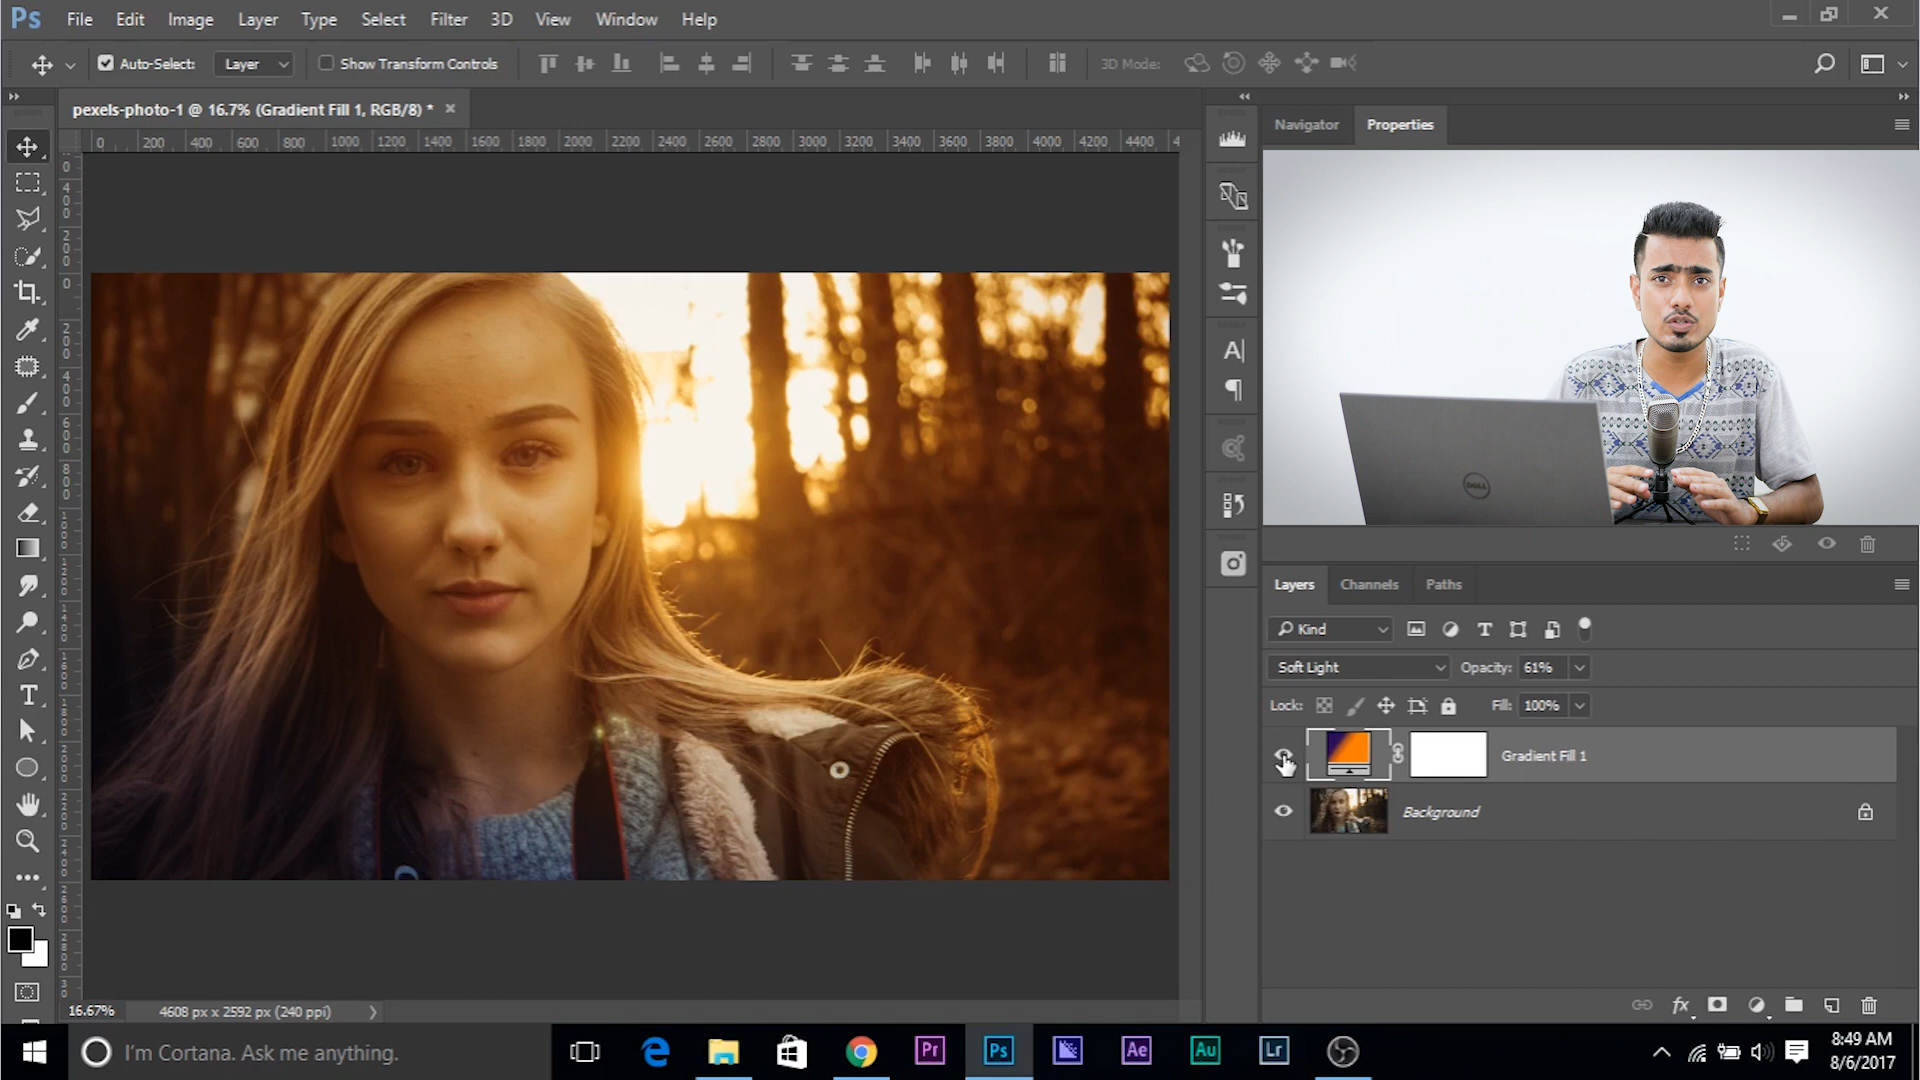 Ps File Edit Image Layer Type Select Filter 3D View Window Help
Auto-Select: Layer Show Transform Controls 3D Mode:
pexels-photo-1 @ 16.7% (Gradient Fill 1, RGB/8) *
0 200 400 600 800 1000 1200 1400 1600 1800 2000 2200 2400 2600 2800 3000 3200 3400 3600 3800 4000 4200 4400 4
Navigator Properties
DELL
Layers Channels Paths
Kind
Soft Light Opacity: 61%
Lock: Fill: 100%
Gradient Fill 1
Background
fx
16.67% 4608 px x 2592 px (240 ppi)
I'm Cortana. Ask me anything.
Pr Ps Ae Au Lr
8:49 AM
8/6/2017